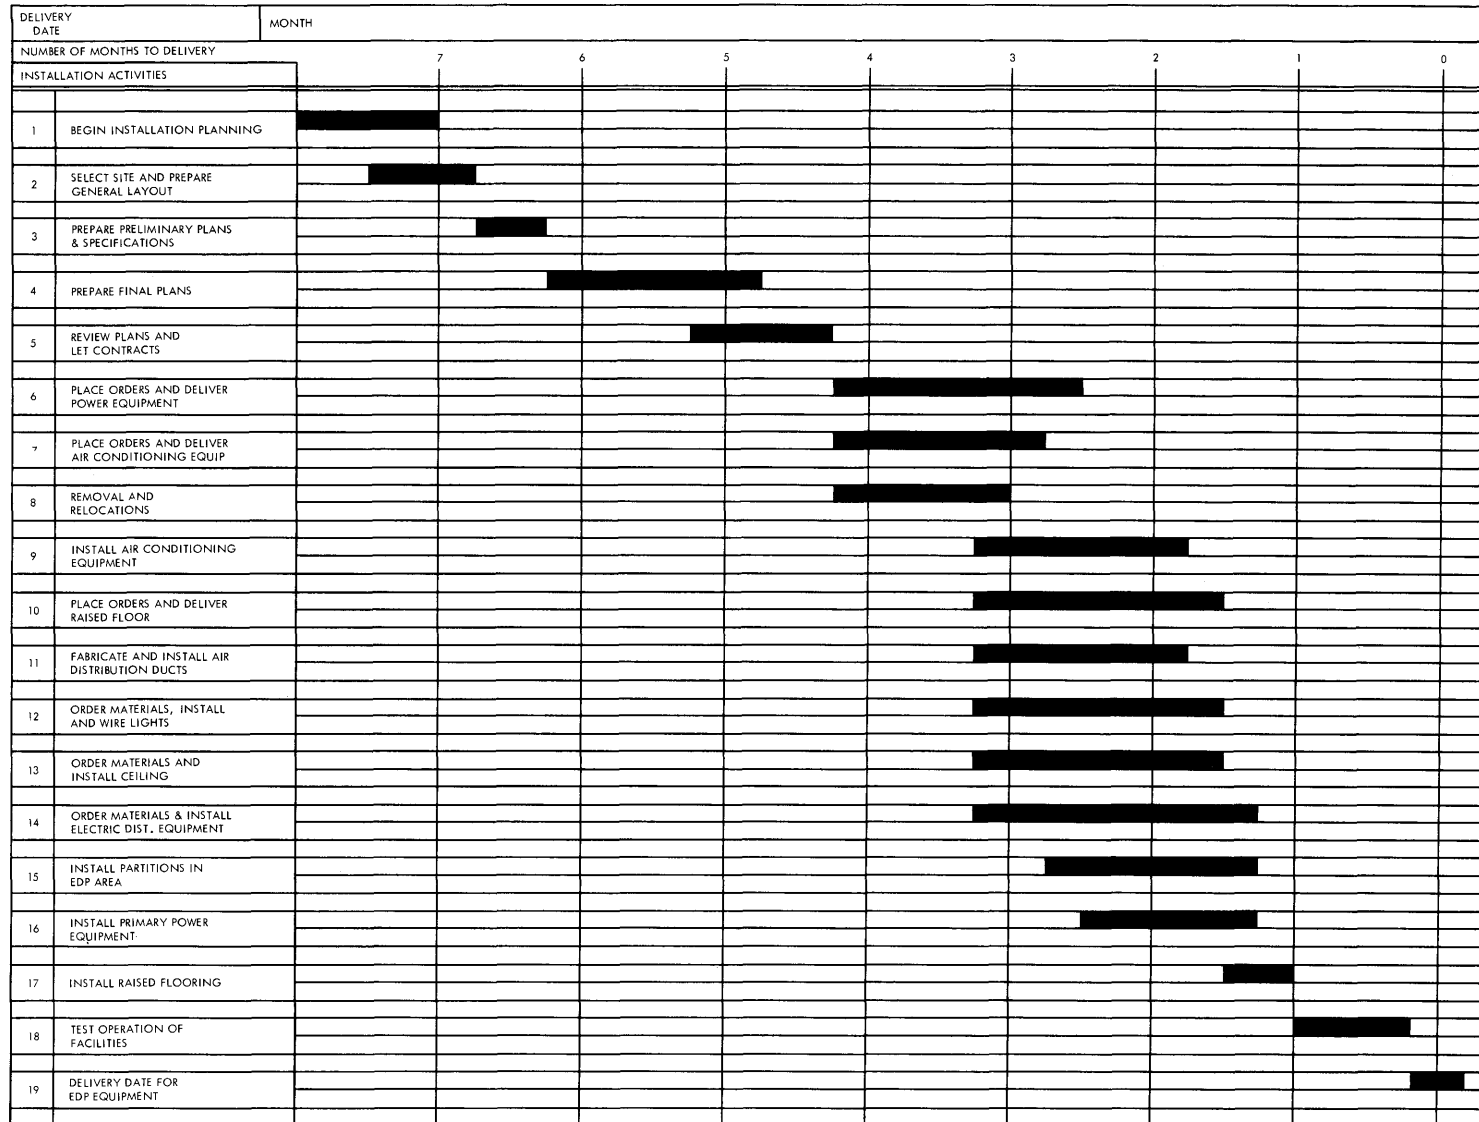 DELIVERY
DATE
MONTH
NUMBER OF MONTHS TO DELIVERY
7 6 5 4 3 2 1 0
INSTALLATION ACTIVITIES
1 BEGIN INSTALLATION PLANNING
2 SELECT SITE AND PREPARE
GENERAL LAYOUT
3 PREPARE PRELIMINARY PLANS
& SPECIFICATIONS
4 PREPARE FINAL PLANS
5 REVIEW PLANS AND
LET CONTRACTS
6 PLACE ORDERS AND DELIVER
POWER EQUIPMENT
7 PLACE ORDERS AND DELIVER
AIR CONDITIONING EQUIP
8 REMOVAL AND
RELOCATIONS
9 INSTALL AIR CONDITIONING
EQUIPMENT
10 PLACE ORDERS AND DELIVER
RAISED FLOOR
11 FABRICATE AND INSTALL AIR
DISTRIBUTION DUCTS
12 ORDER MATERIALS, INSTALL
AND WIRE LIGHTS
13 ORDER MATERIALS AND
INSTALL CEILING
14 ORDER MATERIALS & INSTALL
ELECTRIC DIST. EQUIPMENT
15 INSTALL PARTITIONS IN
EDP AREA
16 INSTALL PRIMARY POWER
EQUIPMENT
17 INSTALL RAISED FLOORING
18 TEST OPERATION OF
FACILITIES
19 DELIVERY DATE FOR
EDP EQUIPMENT